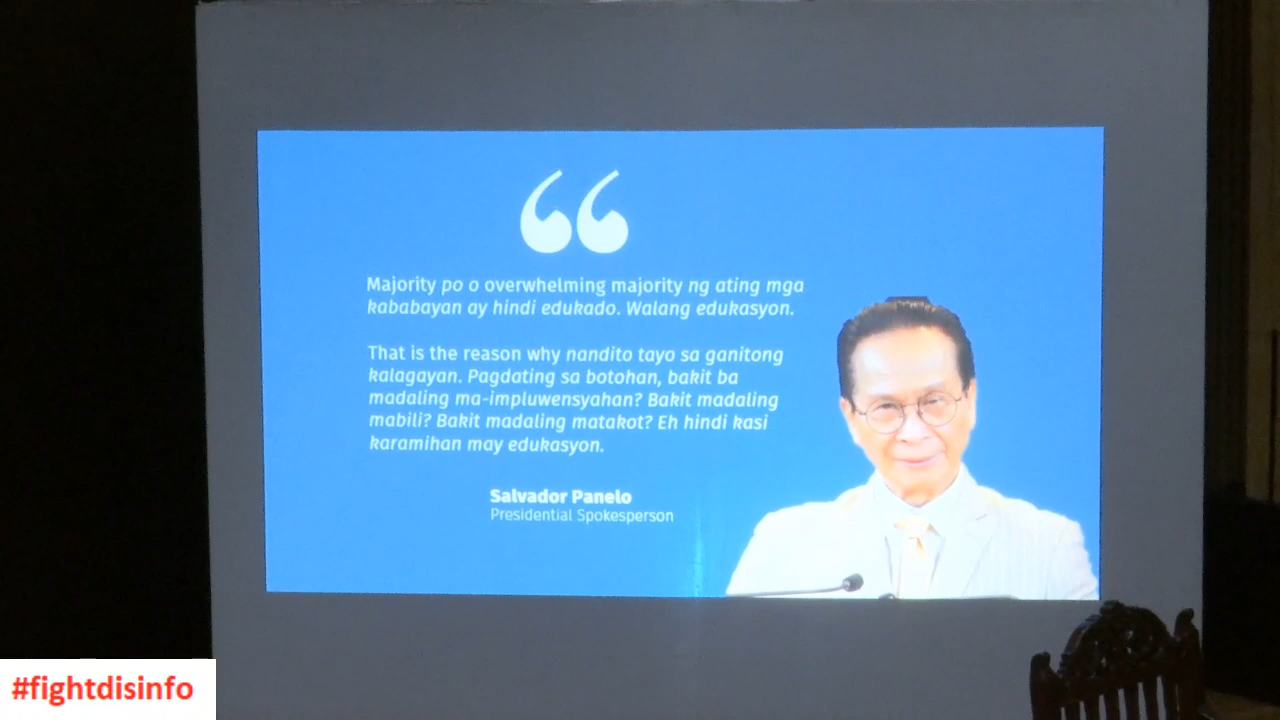 Majority po o overwhelming majority ng ating mga
kababayan ay hindi edukado. Walang edukasyon.
That is the reason why nandito tayo sa ganitong
kalagayan. Pagdating sa botohan, bakit ba
madaling ma-impluwensyahan? Bakit madaling
mabili? Bakit madaling matakot? Eh hindi kasi
karamihan may edukasyon.
Salvador Panelo
Presidential Spokesperson
#fightdisinfo